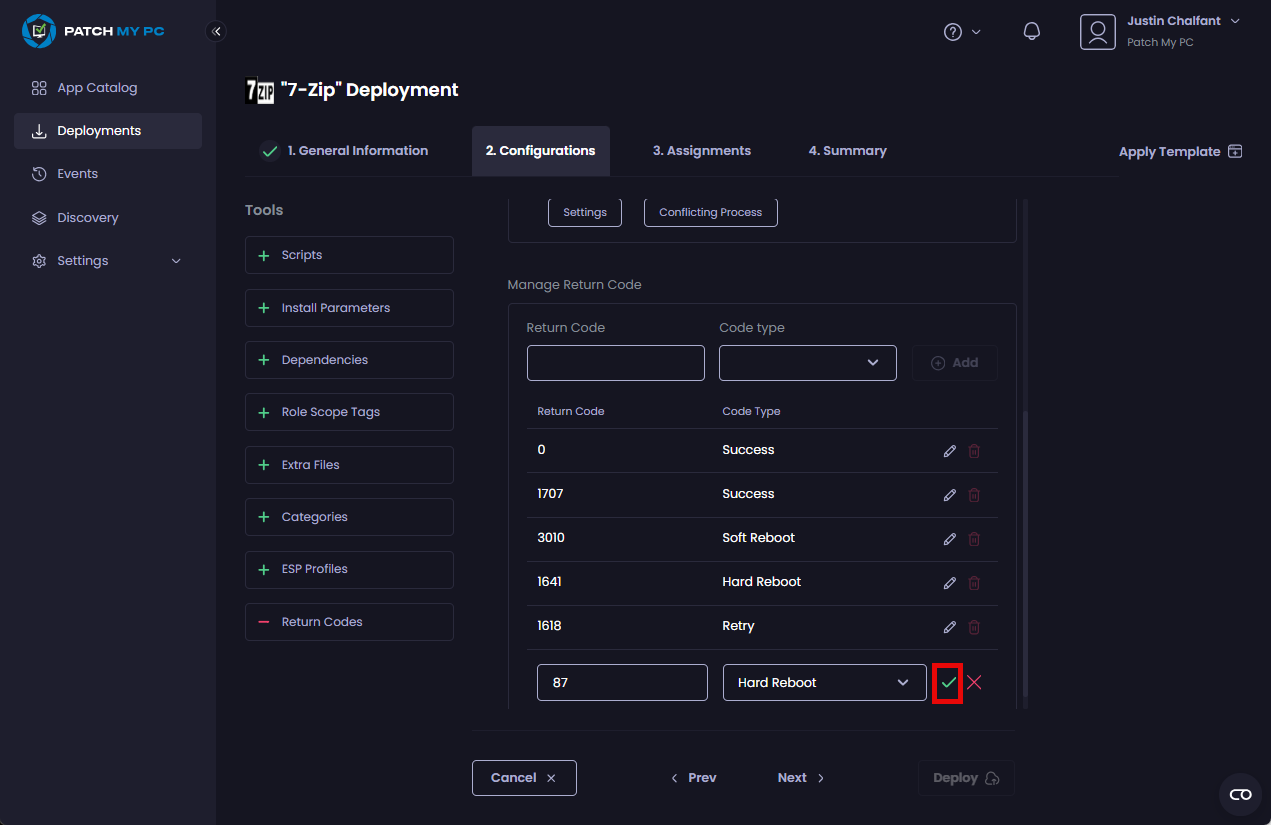 PATCH MY PC
Justin Chalfant
Patch My PC
App Catalog
Deployments
Events
Discovery
Settings
7ZIP "7-Zip" Deployment
1. General Information
2. Configurations
3. Assignments
4. Summary
Apply Template
Tools
Scripts
Install Parameters
Dependencies
Role Scope Tags
Extra Files
Categories
ESP Profiles
Return Codes
Settings
Conflicting Process
Manage Return Code
Return Code Code type
Add
Return Code Code Type
0 Success
1707 Success
3010 Soft Reboot
1641 Hard Reboot
1618 Retry
87 Hard Reboot
Cancel
Prev
Next
Deploy